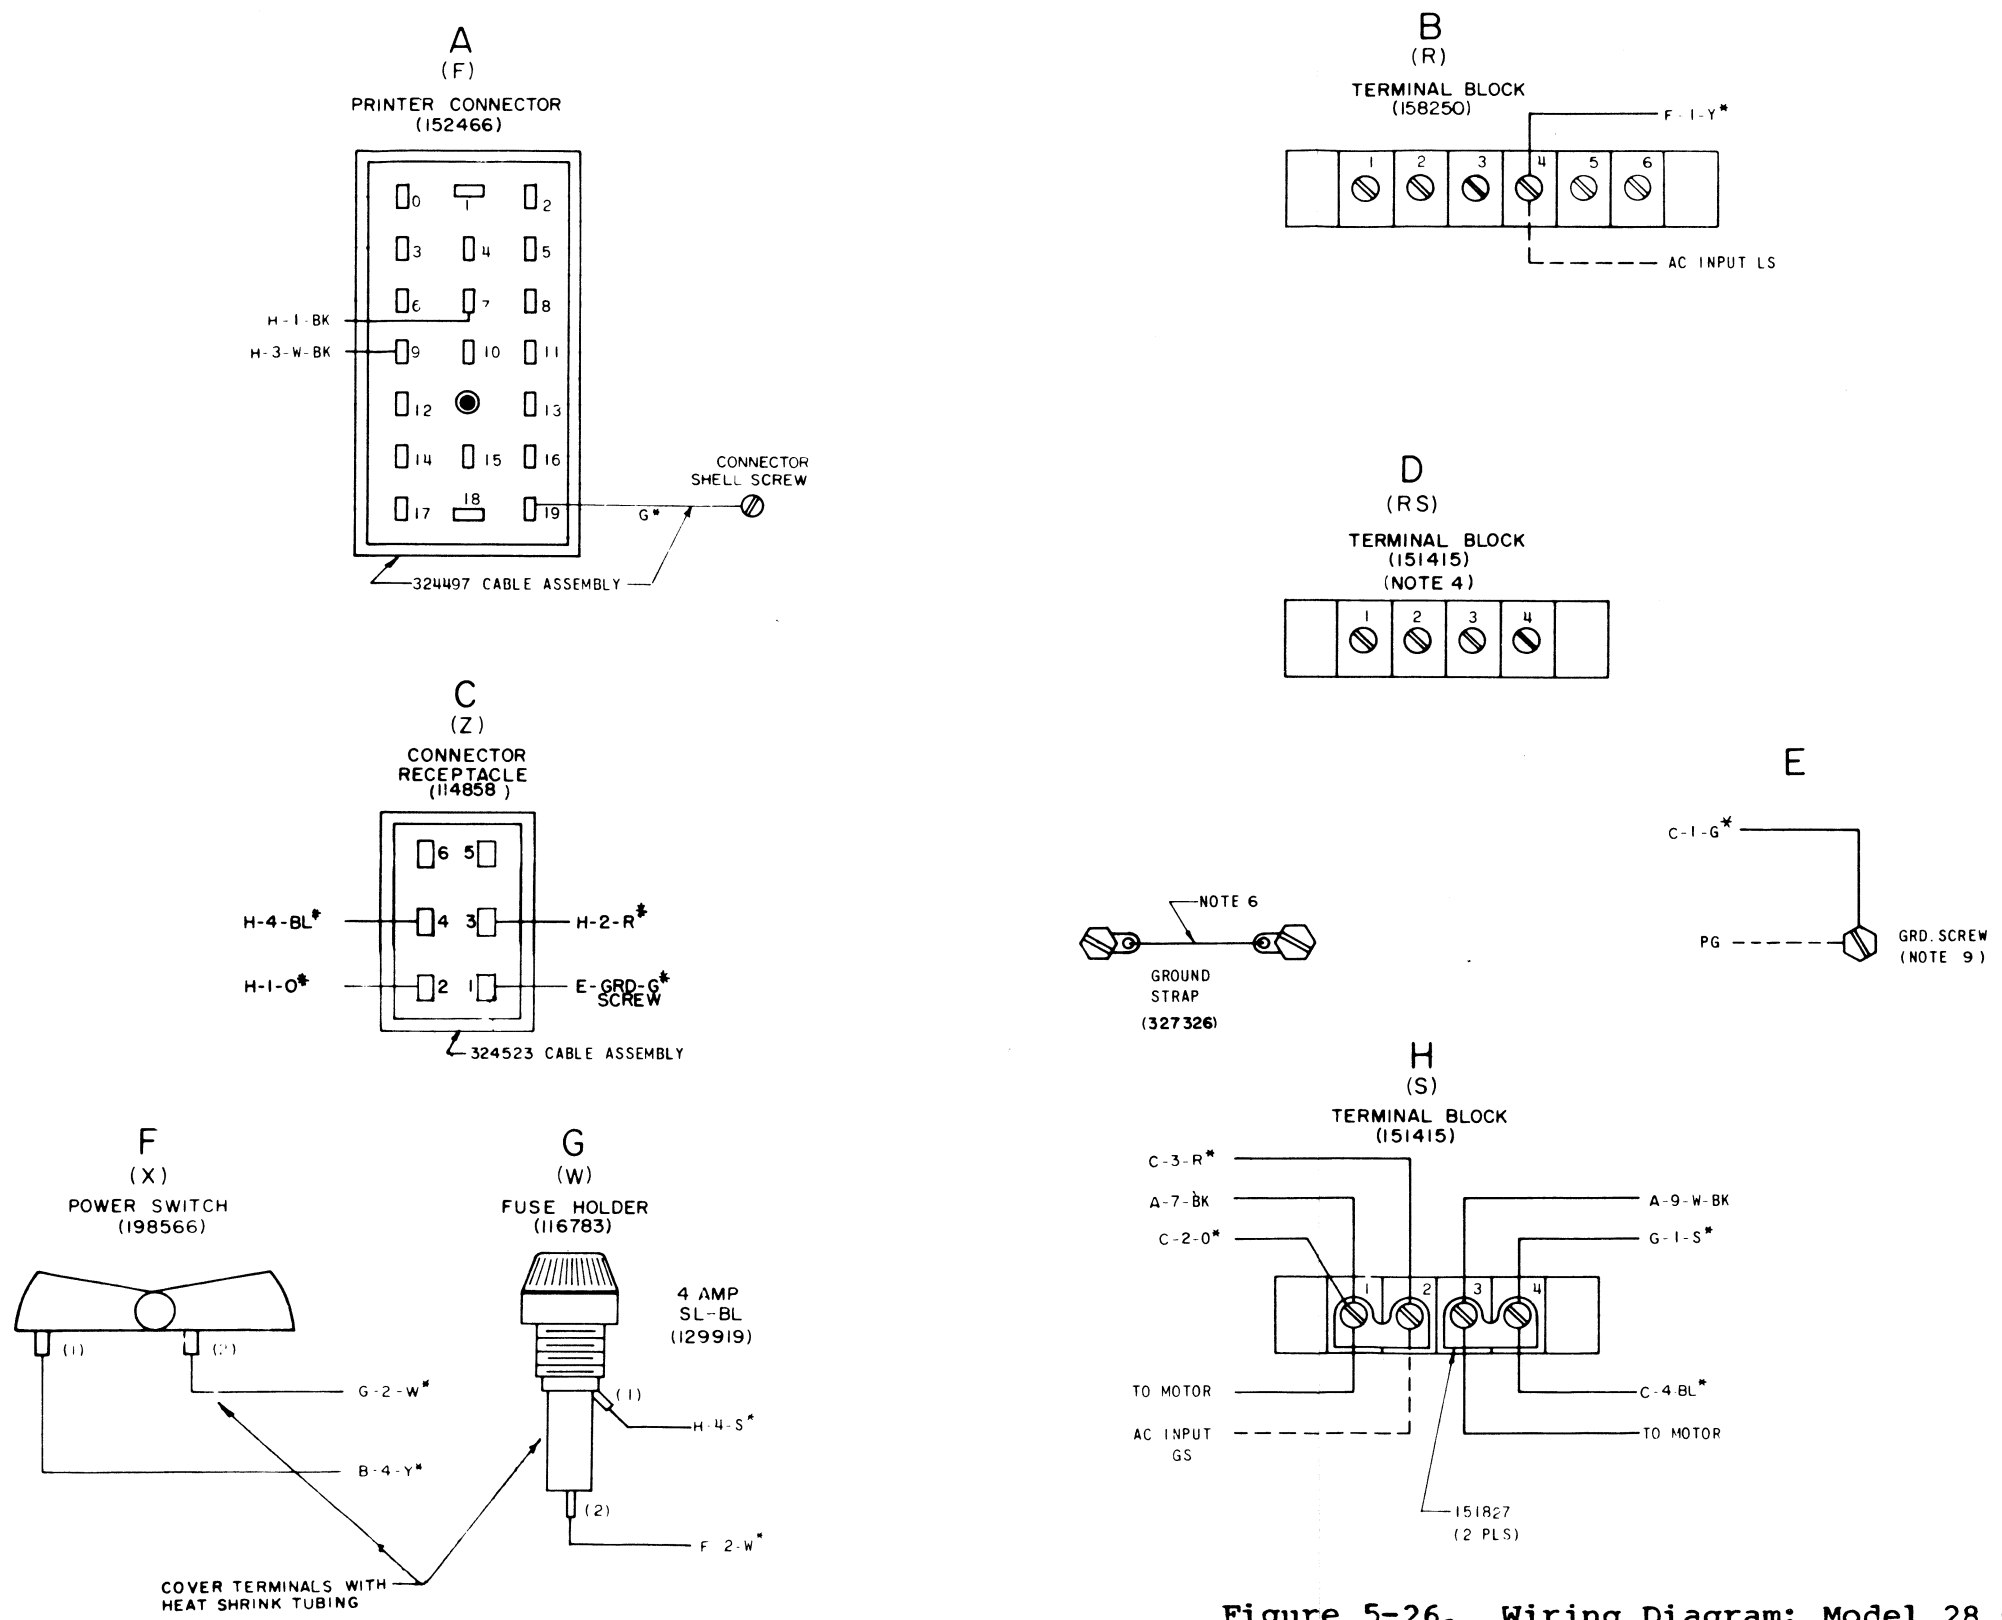 A
(F)
PRINTER CONNECTOR
(152466)
0
1
2
3
4
5
6
7
8
H-1-BK
H-3-W-BK
9
10
11
12
13
14
15
16
17
18
19
G*
CONNECTOR
SHELL SCREW
324497 CABLE ASSEMBLY
B
(R)
TERMINAL BLOCK
(158250)
F-1-Y*
1 2 3 4 5 6
AC INPUT LS
D
(RS)
TERMINAL BLOCK
(151415)
(NOTE 4)
1 2 3 4
C
(Z)
CONNECTOR
RECEPTACLE
(114858)
6 5
H-4-BL*
4 3
H-2-R*
H-1-O*
2 1
E-GRD-G*
SCREW
324523 CABLE ASSEMBLY
NOTE 6
GROUND
STRAP
(327326)
E
C-1-G*
PG
GRD. SCREW
(NOTE 9)
F
(X)
POWER SWITCH
(198566)
(1)
(2)
G-2-W*
B-4-Y*
G
(W)
FUSE HOLDER
(116783)
4 AMP
SL-BL
(129919)
(1)
H-4-S*
(2)
F 2-W*
COVER TERMINALS WITH
HEAT SHRINK TUBING
H
(S)
TERMINAL BLOCK
(151415)
C-3-R*
A-7-BK
A-9-W-BK
C-2-O*
G-1-S*
1 2 3 4
TO MOTOR
C-4-BL*
AC INPUT
GS
TO MOTOR
151827
(2 PLS)
Figure 5-26. Wiring Diagram: Model 28